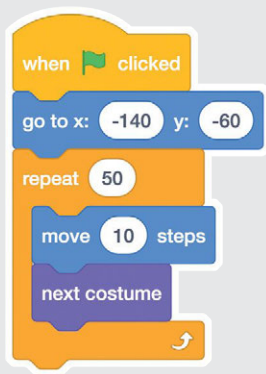 when clicked
go to x: -140 y: -60
repeat 50
move 10 steps
next costume